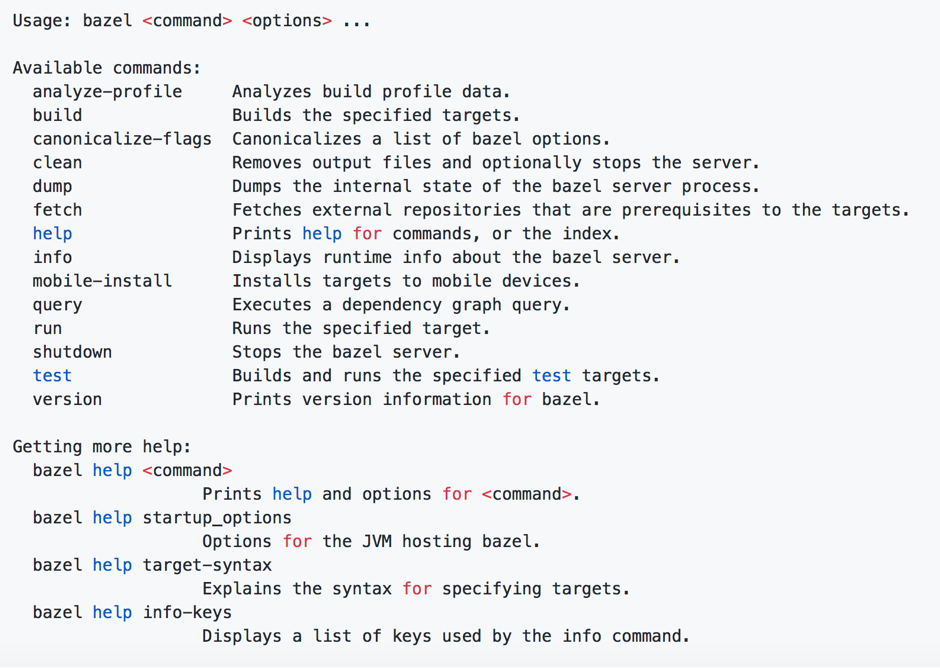 Usage: bazel <command> <options> ...

Available commands:
  analyze-profile     Analyzes build profile data.
  build               Builds the specified targets.
  canonicalize-flags  Canonicalizes a list of bazel options.
  clean               Removes output files and optionally stops the server.
  dump                Dumps the internal state of the bazel server process.
  fetch               Fetches external repositories that are prerequisites to the targets.
  help                Prints help for commands, or the index.
  info                Displays runtime info about the bazel server.
  mobile-install      Installs targets to mobile devices.
  query               Executes a dependency graph query.
  run                 Runs the specified target.
  shutdown            Stops the bazel server.
  test                Builds and runs the specified test targets.
  version             Prints version information for bazel.

Getting more help:
  bazel help <command>
                   Prints help and options for <command>.
  bazel help startup_options
                   Options for the JVM hosting bazel.
  bazel help target-syntax
                   Explains the syntax for specifying targets.
  bazel help info-keys
                   Displays a list of keys used by the info command.